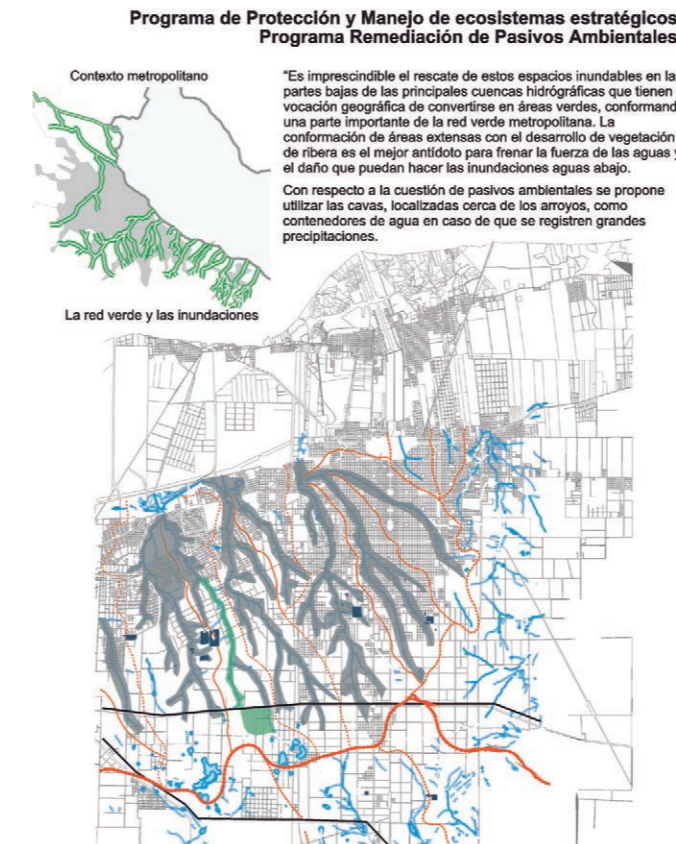 Programa de Protección y Manejo de ecosistemas estratégicos
Programa Remediación de Pasivos Ambientales
Contexto metropolitano
"Es imprescindible el rescate de estos espacios inundables en la
partes bajas de las principales cuencas hidrógráficas que tienen
vocación geográfica de convertirse en áreas verdes, conformand
una parte importante de la red verde metropolitana. La
conformación de áreas extensas con el desarrollo de vegetación
de ribera es el mejor antídoto para frenar la fuerza de las aguas y
el daño que puedan hacer las inundaciones aguas abajo.
Con respecto a la cuestión de pasivos ambientales se propone
utilizar las cavas, localizadas cerca de los arroyos, como
contenedores de agua en caso de que se registren grandes
precipitaciones.
La red verde y las inundaciones